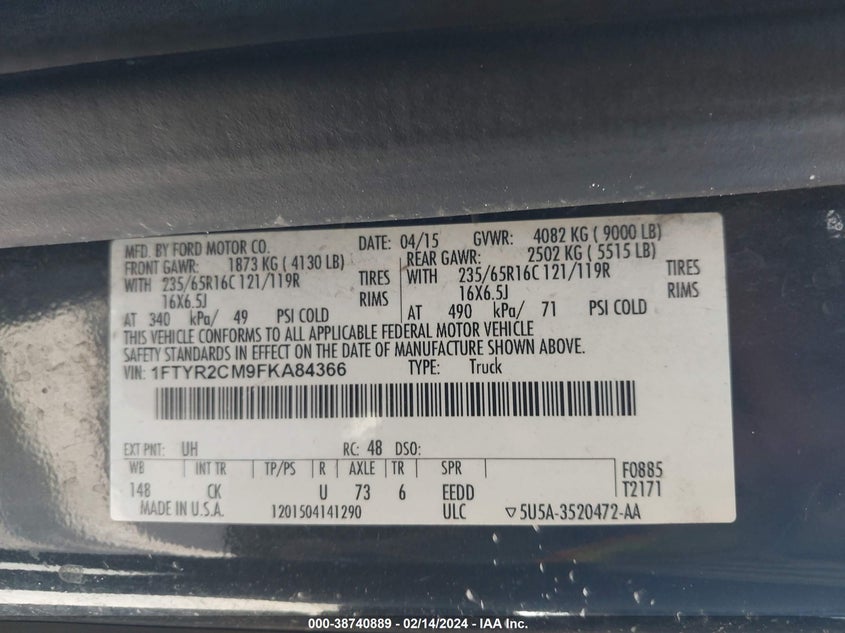 MFD. BY FORD MOTOR CO. DATE: 04/15 GVWR: 4082 KG ( 9000 LB)
FRONT GAWR: 1873 KG ( 4130 LB) REAR GAWR: 2502 KG ( 5515 LB)
WITH 235/65R16C 121/119R TIRES WITH 235/65R16C 121/119R TIRES
16X6.5J RIMS 16X6.5J RIMS
AT 340 kPa/ 49 PSI COLD AT 490 kPa/ 71 PSI COLD
THIS VEHICLE CONFORMS TO ALL APPLICABLE FEDERAL MOTOR VEHICLE
SAFETY STANDARDS IN EFFECT ON THE DATE OF MANUFACTURE SHOWN ABOVE.
VIN: 1FTYR2CM9FKA84366 TYPE: Truck
EXT PNT: UH RC: 48 DSO:
WB INT TR TP/PS R AXLE TR SPR F0885
148 CK U 73 6 EEDD T2171
MADE IN U.S.A. 1201504141290 ULC ▽5U5A-3520472-AA
000-38740889 - 02/14/2024 - IAA Inc.